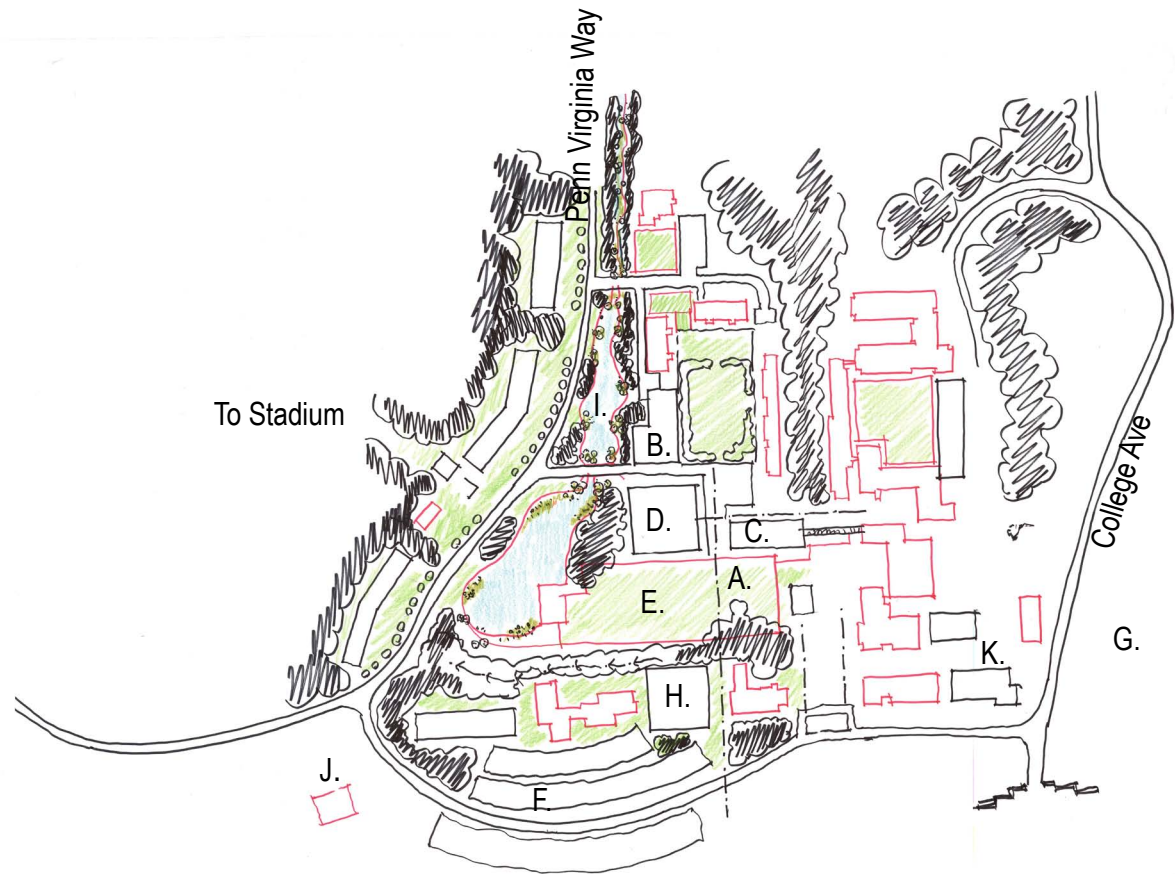 Penn Virginia Way
To Stadium
I.
B.
College Ave
D.
C.
A.
E.
G.
K.
H.
J.
F.